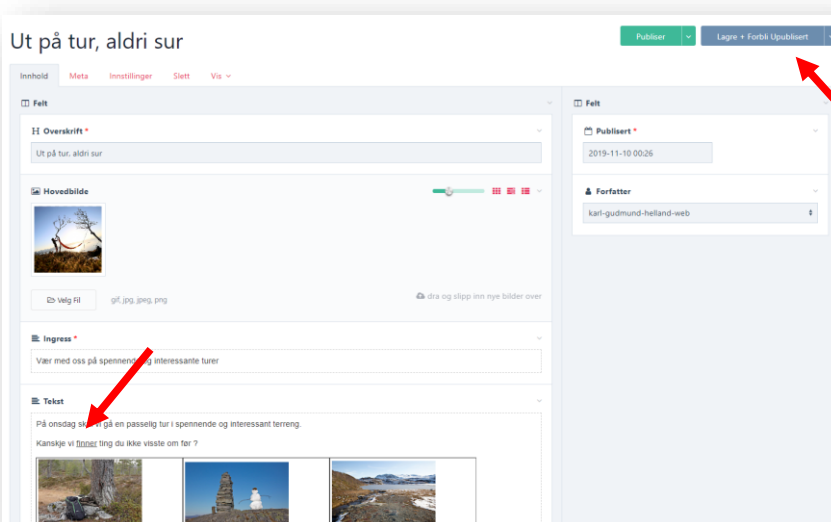 Ut på tur, aldri sur
Publiser
Lagre + Forbli Upublisert
Innhold Meta Innstillinger Slett Vis
Felt
Overskrift *
Ut på tur, aldri sur
Hovedbilde
Velg Fil
gif, jpg, jpeg, png
dra og slipp inn nye bilder over
Ingress *
Vær med oss på spennende og interessante turer
Tekst
På onsdag skal vi gå en passelig tur i spennende og interessant terreng.
Kanskje vi finner ting du ikke visste om før ?
Felt
Publisert *
2019-11-10 00:26
Forfatter
karl-gudmund-helland-web